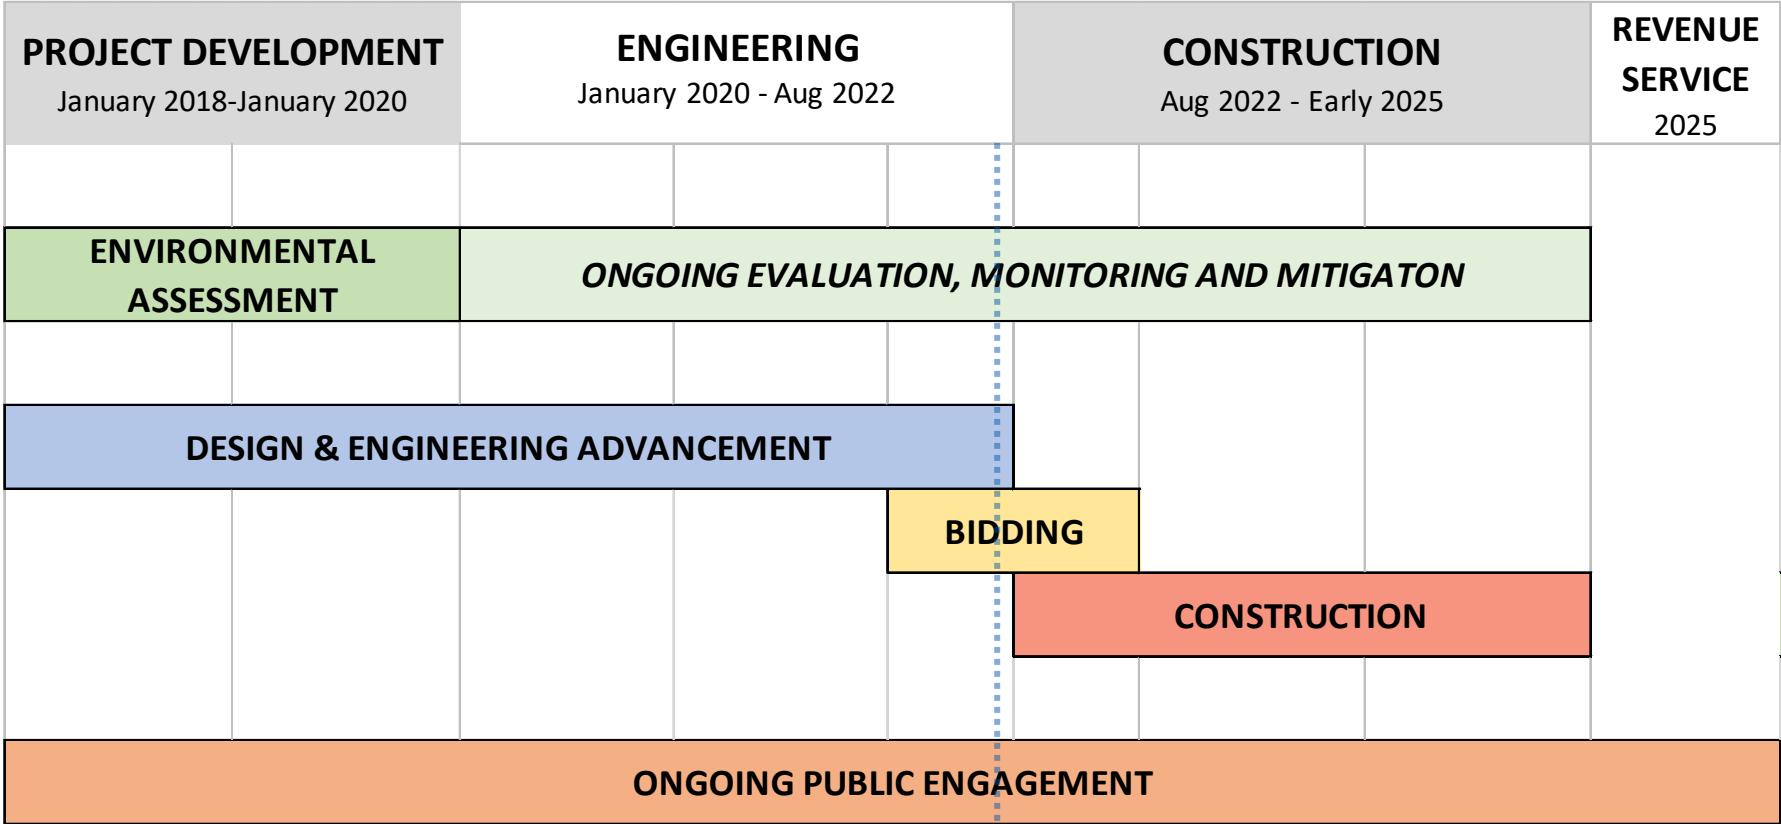 PROJECT DEVELOPMENT
January 2018-January 2020
ENGINEERING
January 2020 - Aug 2022
CONSTRUCTION
Aug 2022 - Early 2025
REVENUE
SERVICE
2025
ENVIRONMENTAL
ASSESSMENT
ONGOING EVALUATION, MONITORING AND MITIGATON
DESIGN & ENGINEERING ADVANCEMENT
BIDDING
CONSTRUCTION
ONGOING PUBLIC ENGAGEMENT